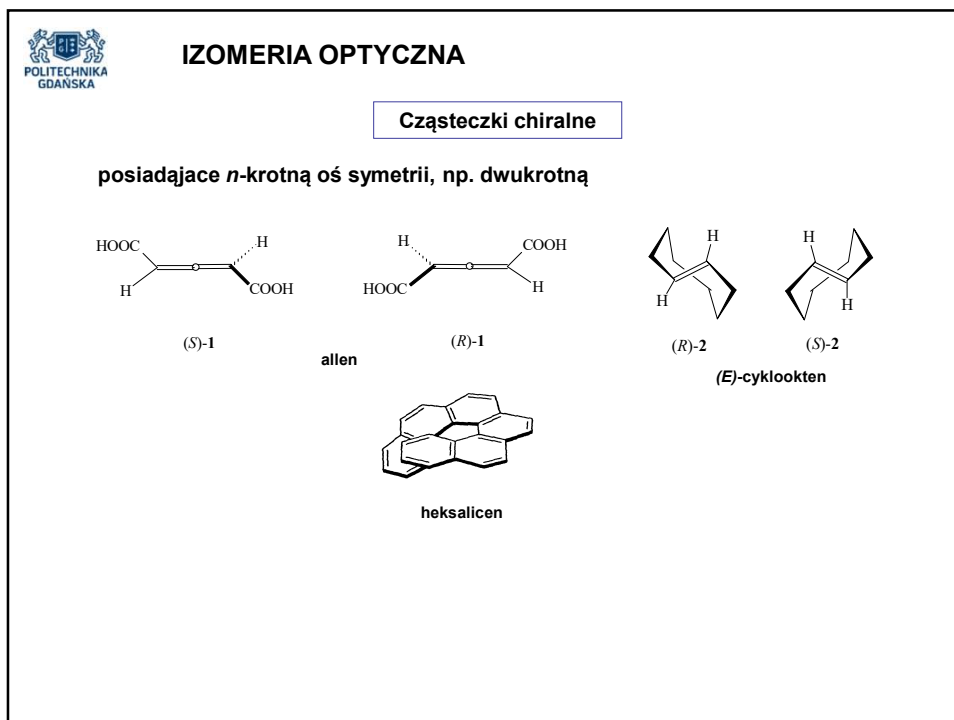 POLITECHNIKA
GDAŃSKA
IZOMERIA OPTYCZNA
Cząsteczki chiralne
posiadąjace n-krotną oś symetrii, np. dwukrotną
HOOC
H
H
COOH
(S)-1
H
HOOC
COOH
H
(R)-1
allen
H
H
(R)-2
H
H
(S)-2
(E)-cyklookten
heksalicen